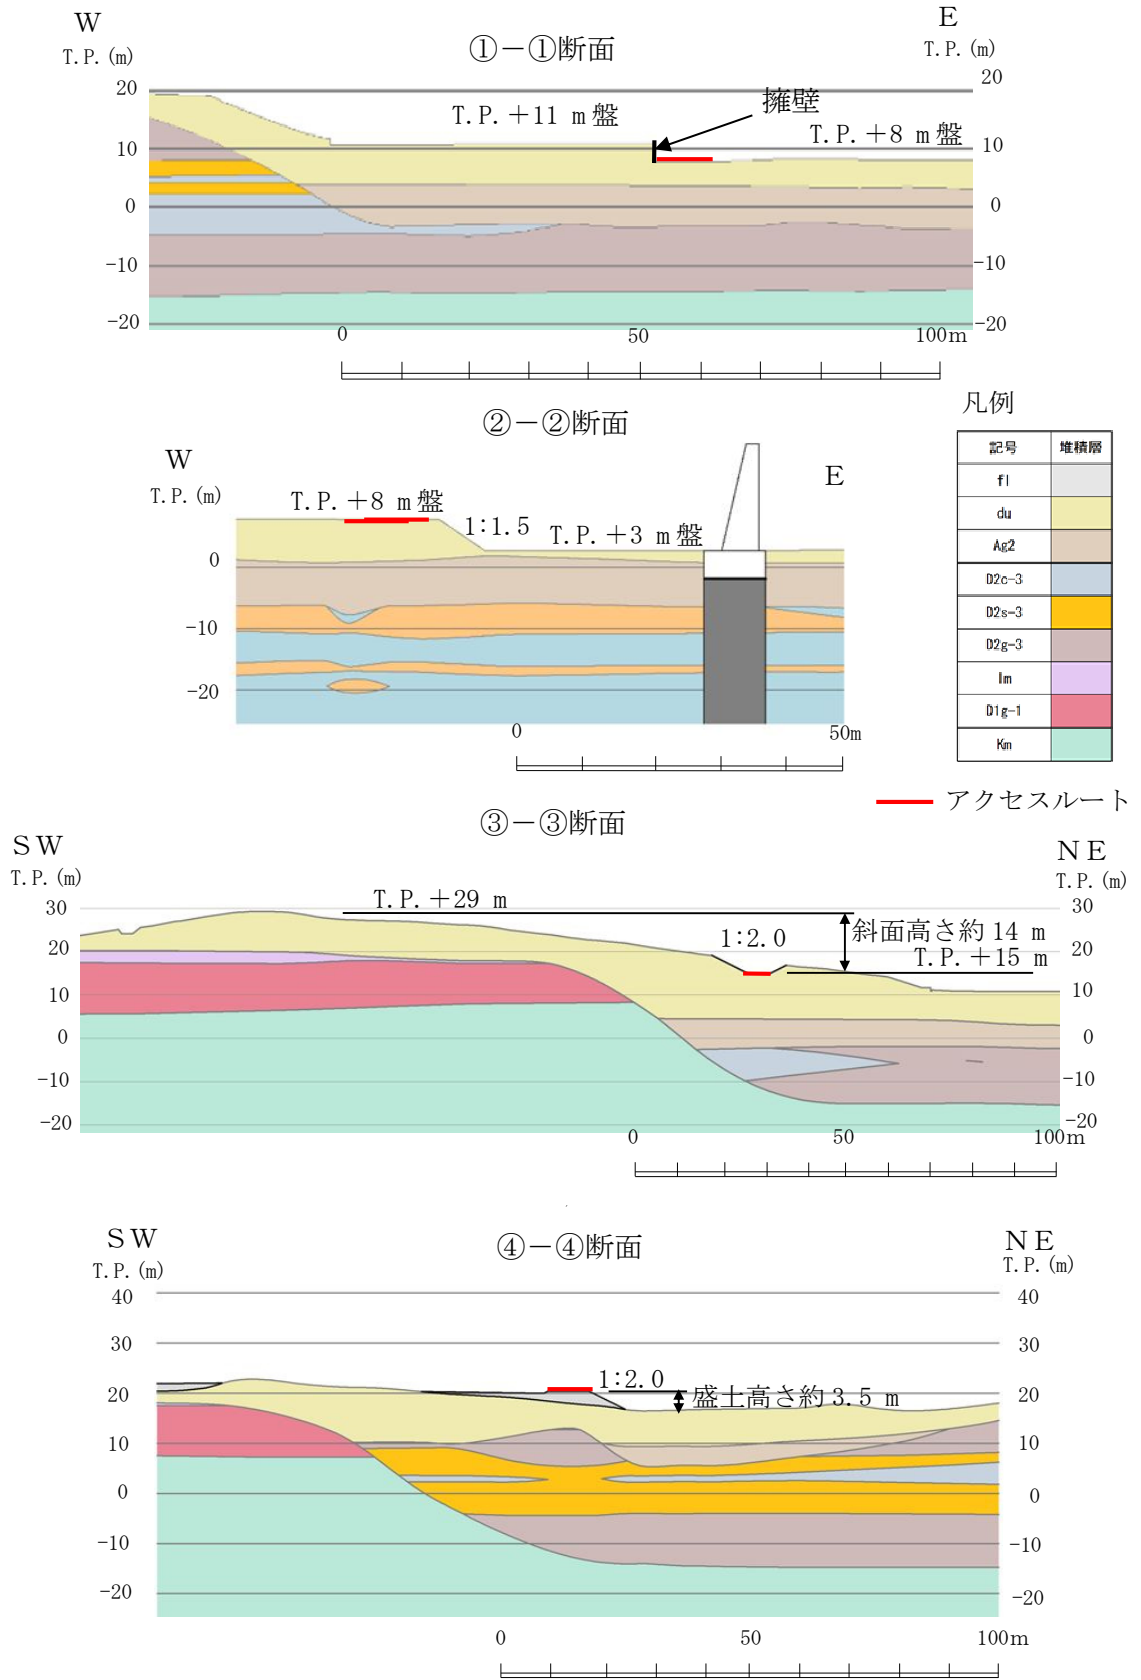 W
T.P.(m)
①－①断面
E
T.P.(m)
20
20
T.P.＋11 m盤
擁壁
T.P.＋8 m盤
10
10
0
0
-10
-10
-20
-20
0
50
100m
②－②断面
W
T.P.(m)
E
T.P.＋8 m盤
1:1.5
T.P.＋3 m盤
0
-10
-20
0
50m
凡例
記号 堆積層
fl
du
Ag2
D2c-3
D2s-3
D2g-3
lm
D1g-1
Km
アクセスルート
③－③断面
SW
T.P.(m)
NE
T.P.(m)
30
30
T.P.＋29 m
斜面高さ約14 m
20
20
1:2.0
T.P.＋15 m
10
10
0
0
-10
-10
-20
-20
0
50
100m
④－④断面
SW
T.P.(m)
NE
T.P.(m)
40
40
30
30
20
20
1:2.0
盛土高さ約3.5 m
10
10
0
0
-10
-10
-20
-20
0
50
100m